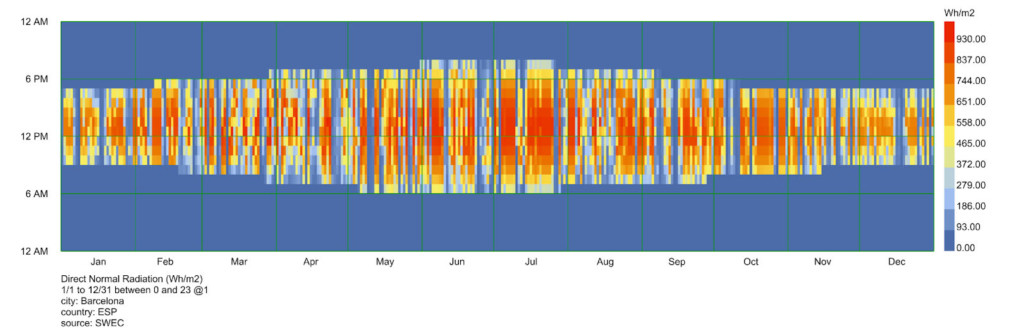 Wh/m2
12 AM
930.00
837.00
6 PM
744.00
651.00
558.00
12 PM
465.00
372.00
279.00
6 AM
186.00
93.00
12 AM
0.00
Jan Feb Mar Apr May Jun Jul Aug Sep Oct Nov Dec
Direct Normal Radiation (Wh/m2)
1/1 to 12/31 between 0 and 23 @1
city: Barcelona
country: ESP
source: SWEC